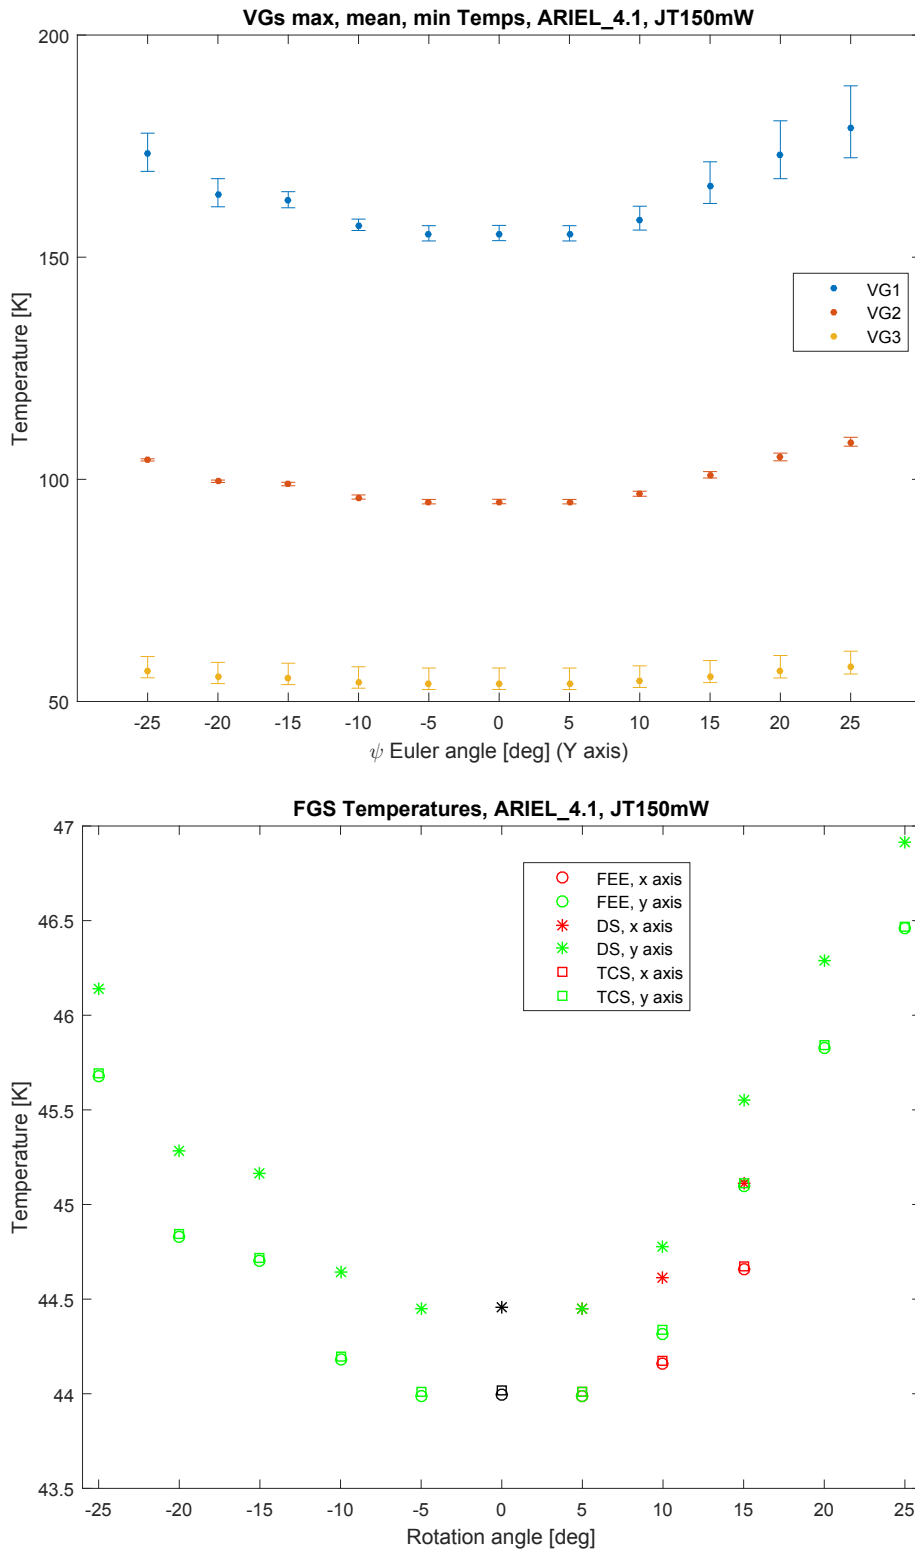 VGs max, mean, min Temps, ARIEL_4.1, JT150mW
200
150
100
50
Temperature [K]
VG1
VG2
VG3
-25 -20 -15 -10 -5 0 5 10 15 20 25
ψ Euler angle [deg] (Y axis)
FGS Temperatures, ARIEL_4.1, JT150mW
47
46.5
46
45.5
45
44.5
44
43.5
Temperature [K]
FEE, x axis
FEE, y axis
DS, x axis
DS, y axis
TCS, x axis
TCS, y axis
-25 -20 -15 -10 -5 0 5 10 15 20 25
Rotation angle [deg]